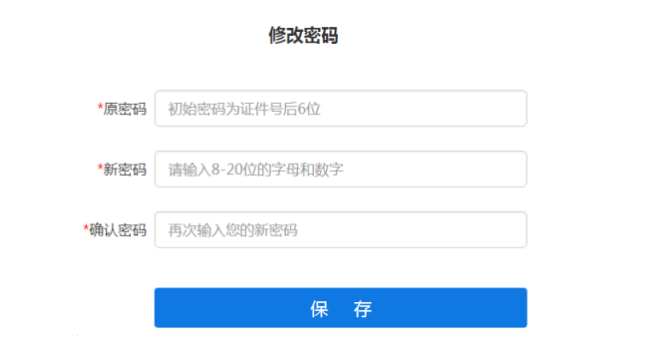 修改密码
*原密码 初始密码为证件号后6位
*新密码 请输入8-20位的字母和数字
*确认密码 再次输入您的新密码
保 存